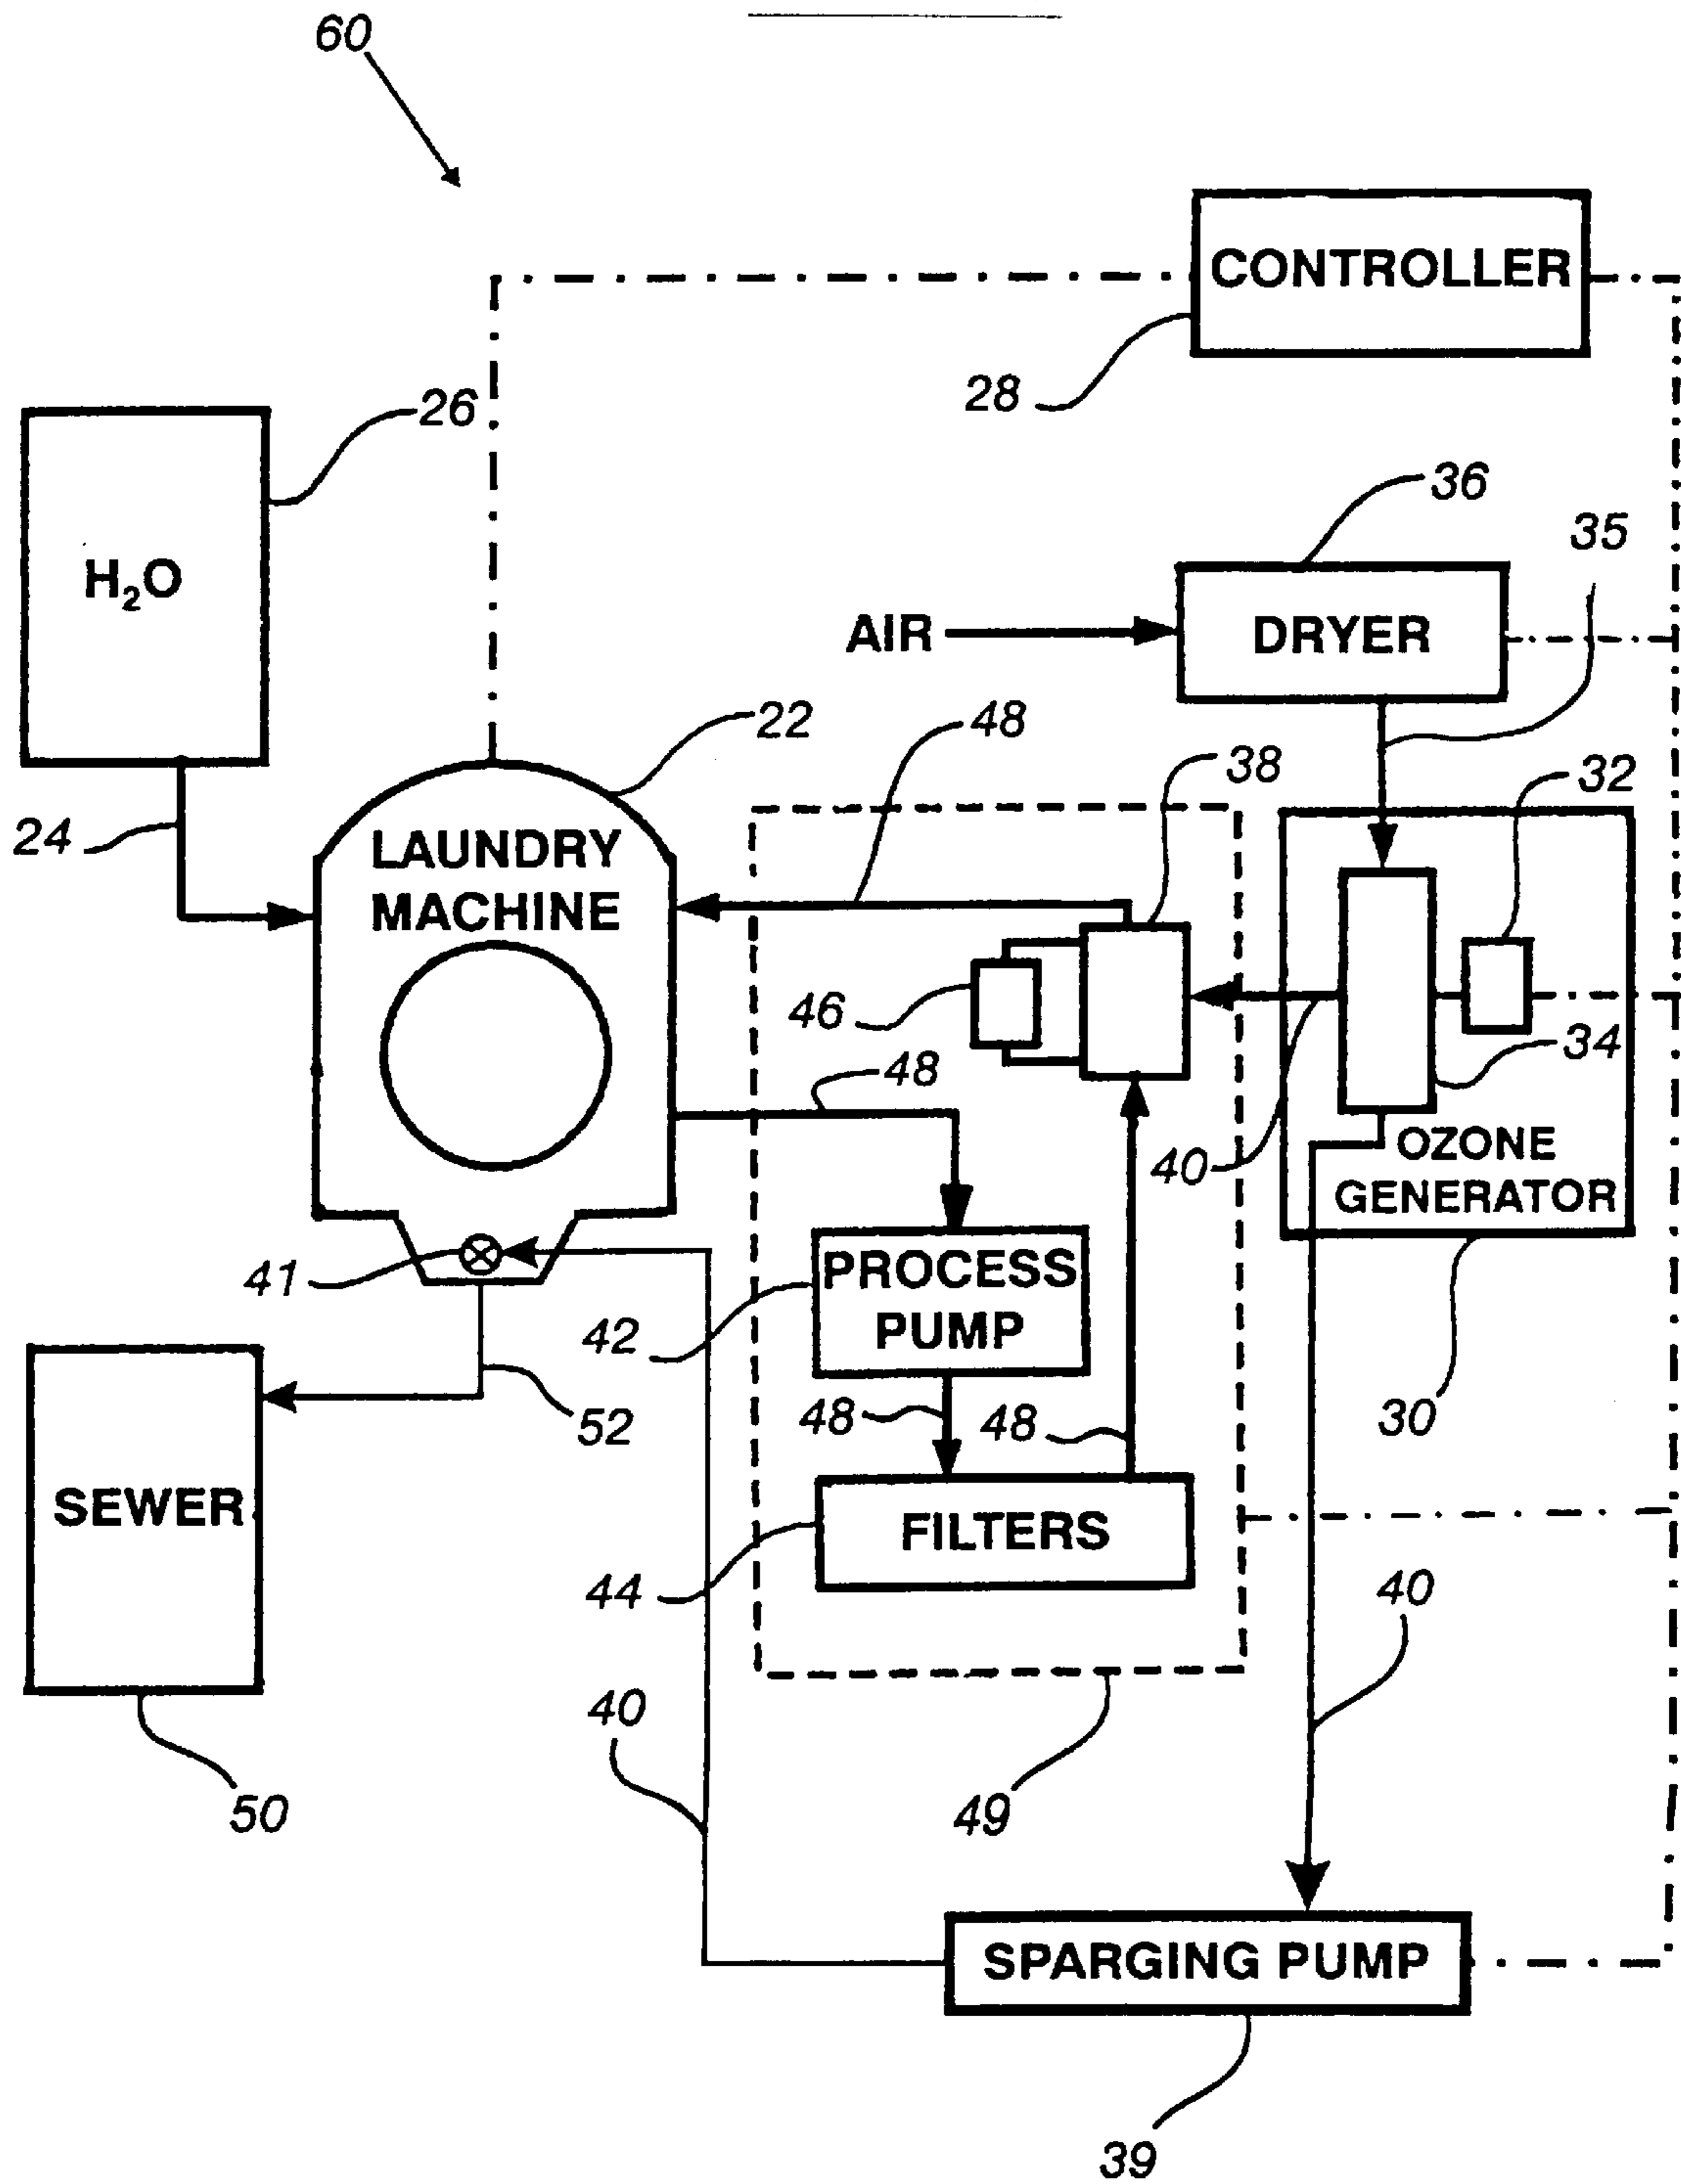 60
CONTROLLER
28
26
H₂O
36
35
AIR
DRYER
22
48
38
32
24
LAUNDRY
MACHINE
46
48
34
40
OZONE
GENERATOR
41
PROCESS
PUMP
42
52
48
48
30
SEWER
FILTERS
44
40
40
50
49
SPARGING PUMP
39